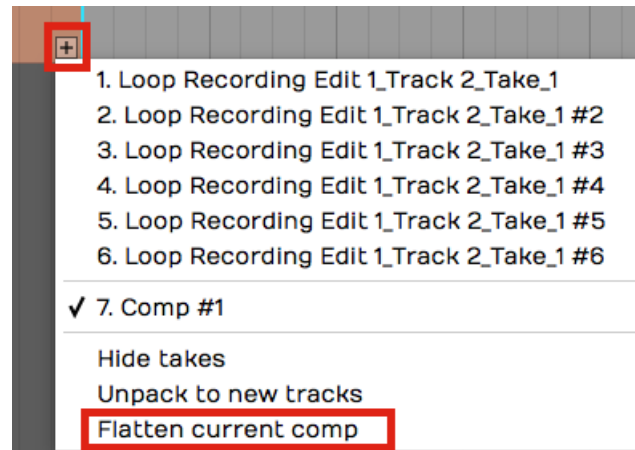 1. Loop Recording Edit 1_Track 2_Take_1
2. Loop Recording Edit 1_Track 2_Take_1 #2
3. Loop Recording Edit 1_Track 2_Take_1 #3
4. Loop Recording Edit 1_Track 2_Take_1 #4
5. Loop Recording Edit 1_Track 2_Take_1 #5
6. Loop Recording Edit 1_Track 2_Take_1 #6
✓ 7. Comp #1
Hide takes
Unpack to new tracks
Flatten current comp